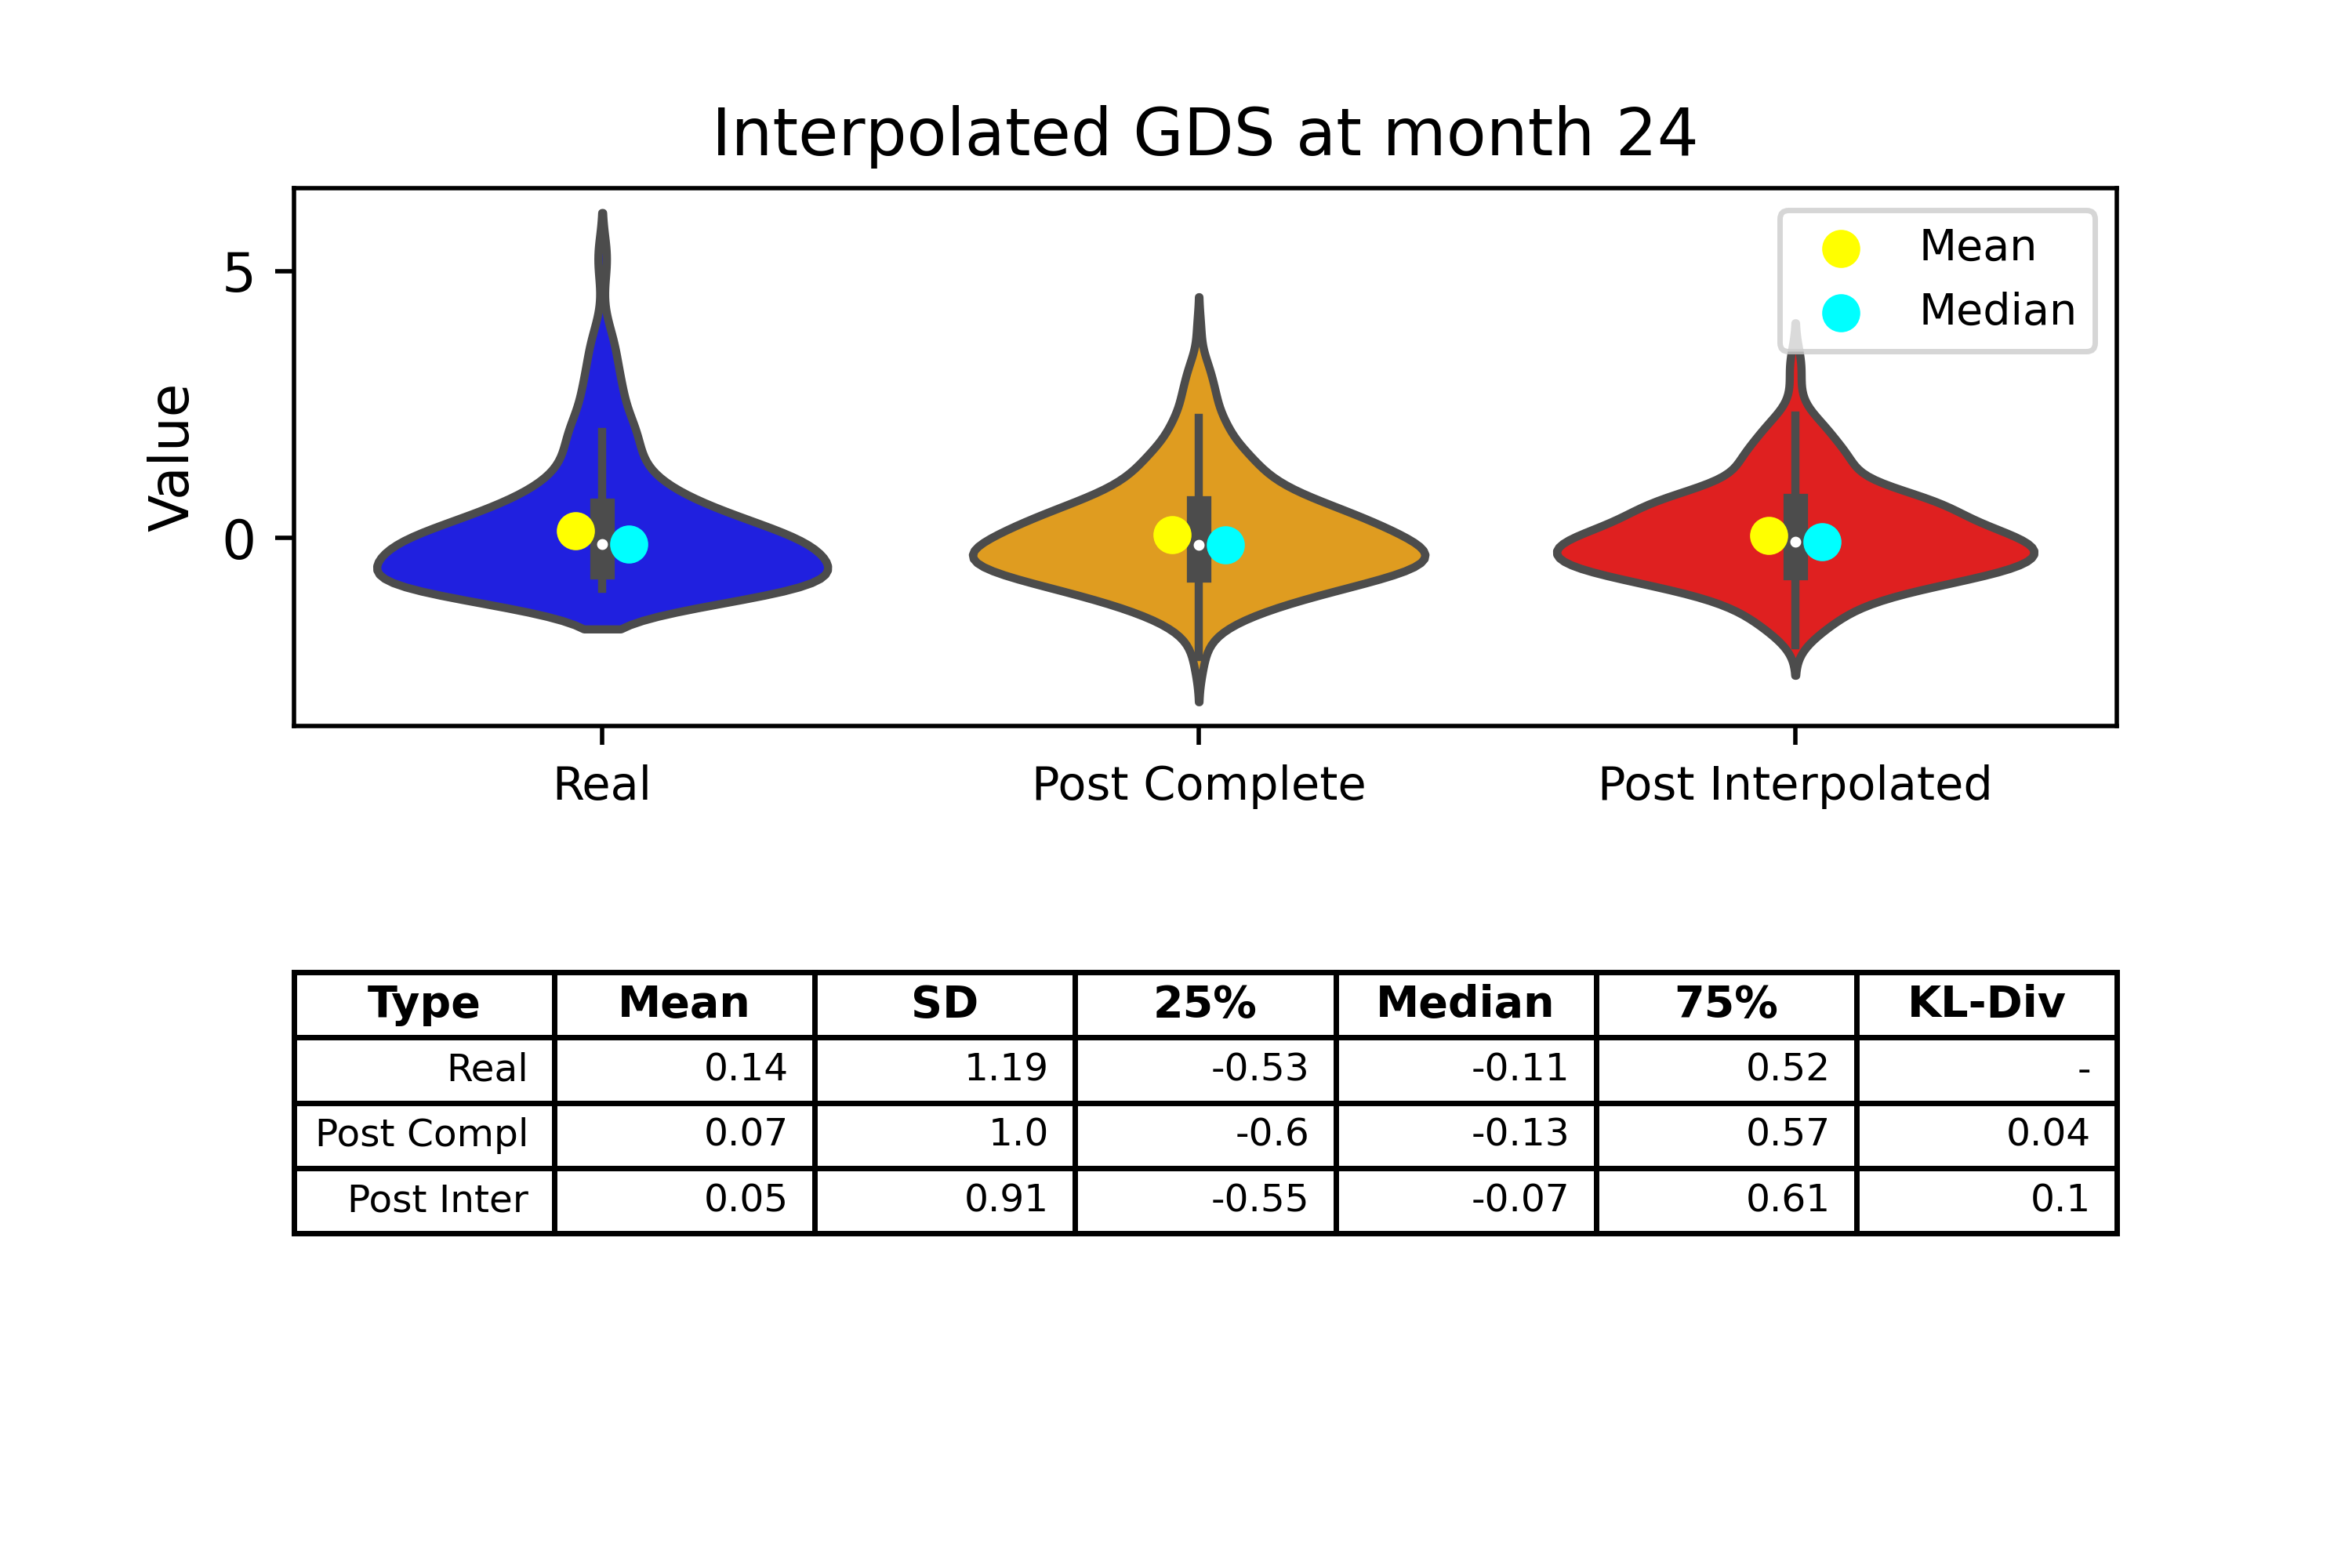 Interpolated GDS at month 24
Mean
Median
5
0
Value
Real Post Complete Post Interpolated
Type Mean SD 25% Median 75% KL-Div
Real 0.14 1.19 -0.53 -0.11 0.52 -
Post Compl 0.07 1.0 -0.6 -0.13 0.57 0.04
Post Inter 0.05 0.91 -0.55 -0.07 0.61 0.1